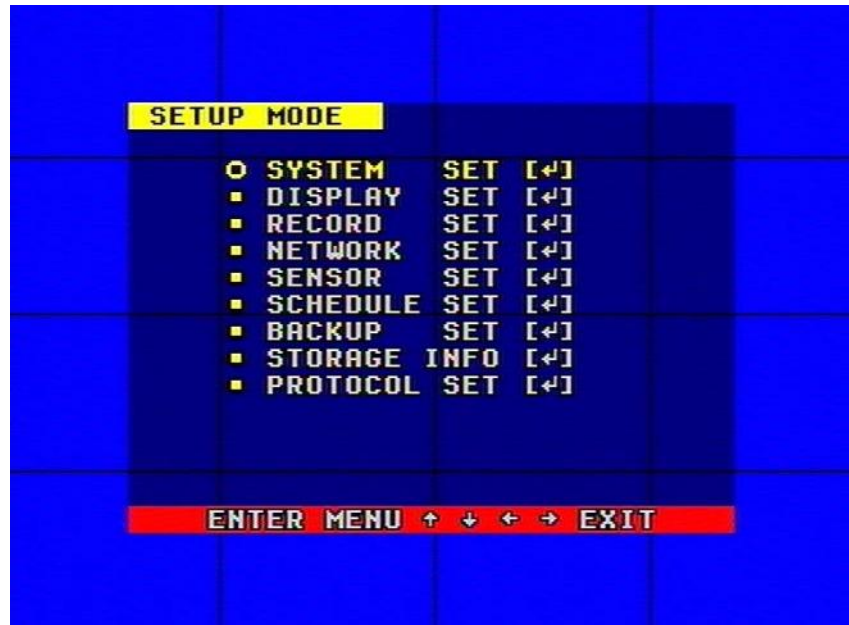 SETUP MODE
SYSTEM SET [↵]
DISPLAY SET [↵]
RECORD SET [↵]
NETWORK SET [↵]
SENSOR SET [↵]
SCHEDULE SET [↵]
BACKUP SET [↵]
STORAGE INFO [↵]
PROTOCOL SET [↵]
ENTER MENU ↑ ↓ ← → EXIT